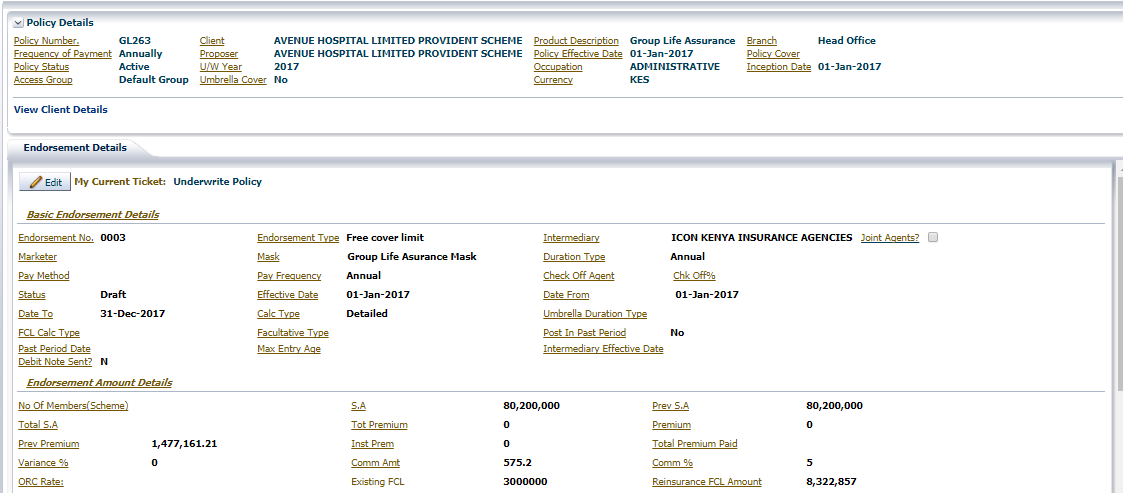 Policy Details
Policy Number. GL263 Client AVENUE HOSPITAL LIMITED PROVIDENT SCHEME Product Description Group Life Assurance Branch Head Office
Frequency of Payment Annually Proposer AVENUE HOSPITAL LIMITED PROVIDENT SCHEME Policy Effective Date 01-Jan-2017 Policy Cover
Policy Status Active U/W Year 2017 Occupation ADMINISTRATIVE Inception Date 01-Jan-2017
Access Group Default Group Umbrella Cover No Currency KES
View Client Details
Endorsement Details
Edit My Current Ticket: Underwrite Policy
Basic Endorsement Details
Endorsement No. 0003 Endorsement Type Free cover limit Intermediary ICON KENYA INSURANCE AGENCIES Joint Agents?
Marketer Mask Group Life Asurance Mask Duration Type Annual
Pay Method Pay Frequency Annual Check Off Agent Chk Off%
Status Draft Effective Date 01-Jan-2017 Date From 01-Jan-2017
Date To 31-Dec-2017 Calc Type Detailed Umbrella Duration Type
FCL Calc Type Facultative Type Post In Past Period No
Past Period Date Max Entry Age Intermediary Effective Date
Debit Note Sent? N
Endorsement Amount Details
No Of Members(Scheme) S.A 80,200,000 Prev S.A 80,200,000
Total S.A Tot Premium 0 Premium 0
Prev Premium 1,477,161.21 Inst Prem 0 Total Premium Paid
Variance % 0 Comm Amt 575.2 Comm % 5
ORC Rate: Existing FCL 3000000 Reinsurance FCL Amount 8,322,857